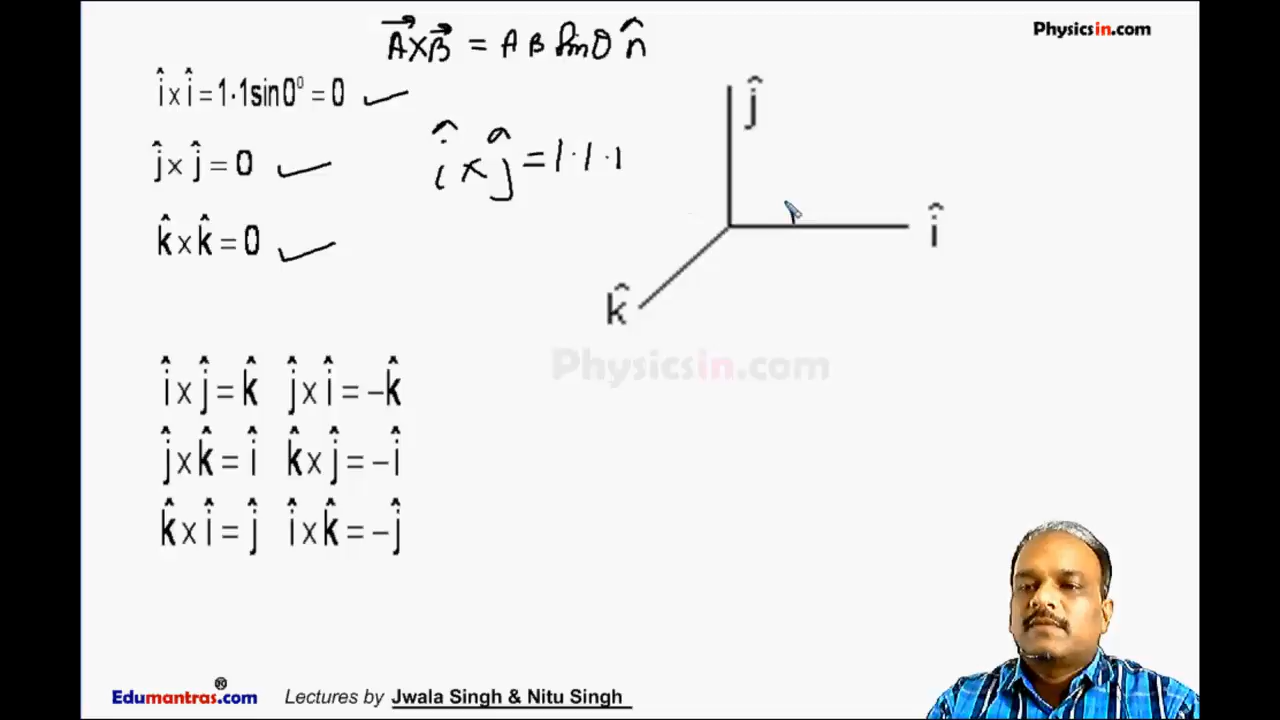 Physicsin.com
A⃗×B⃗ = A B Sinθ n̂
î×î=1·1sin0⁰=0
ĵ×ĵ=0
k̂×k̂=0
î×ĵ=1·1·1
ĵ
î
k̂
Physicsin.com
î×ĵ=k̂ ĵ×î=−k̂
ĵ×k̂=î k̂×ĵ=−î
k̂×î=ĵ î×k̂=−ĵ
Edumantras.com ® Lectures by Jwala Singh & Nitu Singh